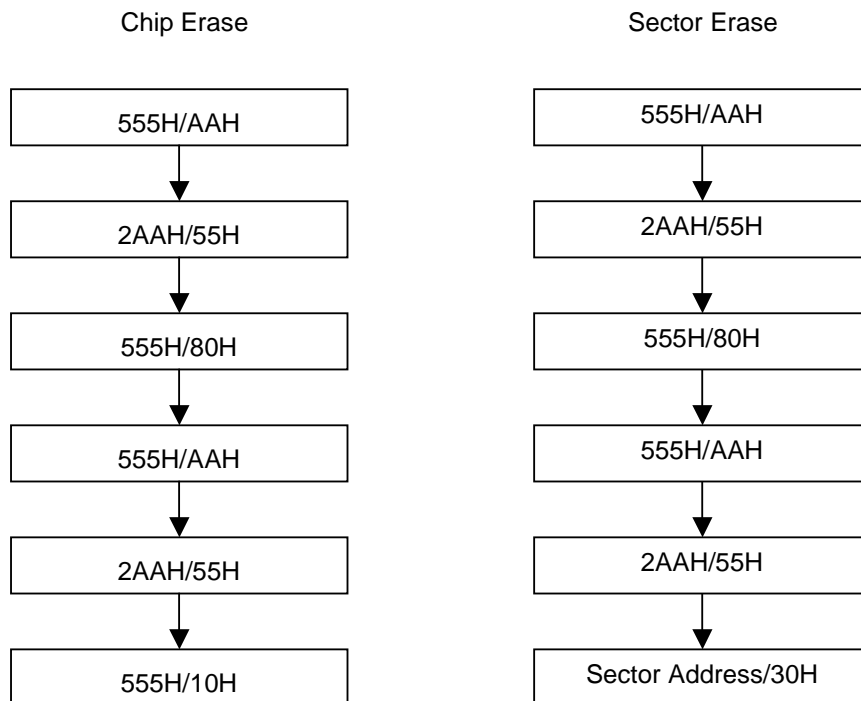 Chip Erase
555H/AAH
2AAH/55H
555H/80H
555H/AAH
2AAH/55H
555H/10H
Sector Erase
555H/AAH
2AAH/55H
555H/80H
555H/AAH
2AAH/55H
Sector Address/30H